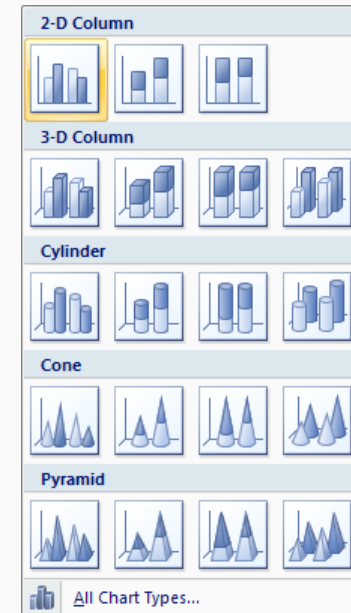 2-D Column
3-D Column
Cylinder
Cone
Pyramid
All Chart Types...